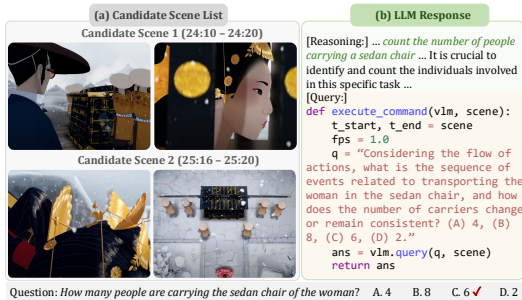 (a) Candidate Scene List
Candidate Scene 1 (24:10 – 24:20)
Candidate Scene 2 (25:16 – 25:20)
(b) LLM Response
[Reasoning:] ... count the number of people
carrying a sedan chair ... It is crucial to
identify and count the individuals involved
in this specific task ...
[Query:]
def execute_command(vlm, scene):
t_start, t_end = scene
fps = 1.0
q = “Considering the flow of
actions, what is the sequence of
events related to transporting the
woman in the sedan chair, and how
does the number of carriers change
or remain consistent? (A) 4, (B)
8, (C) 6, (D) 2.”
ans = vlm.query(q, scene)
return ans
Question: How many people are carrying the sedan chair of the woman? A. 4 B. 8 C. 6 ✓ D. 2